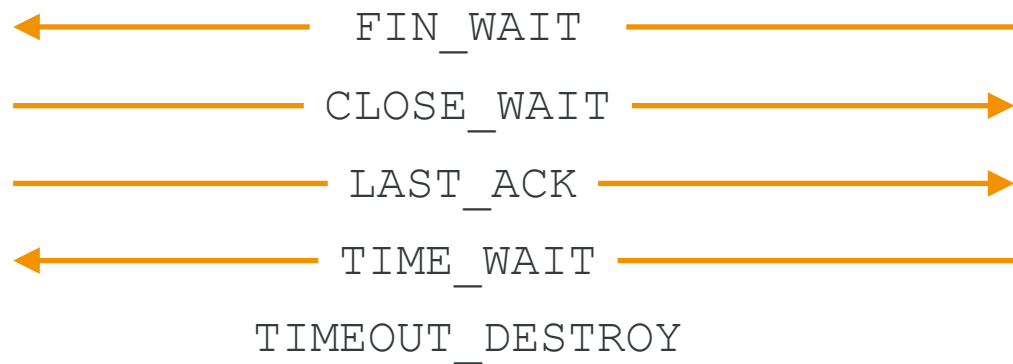 FIN_WAIT
CLOSE_WAIT
LAST_ACK
TIME_WAIT
TIMEOUT_DESTROY